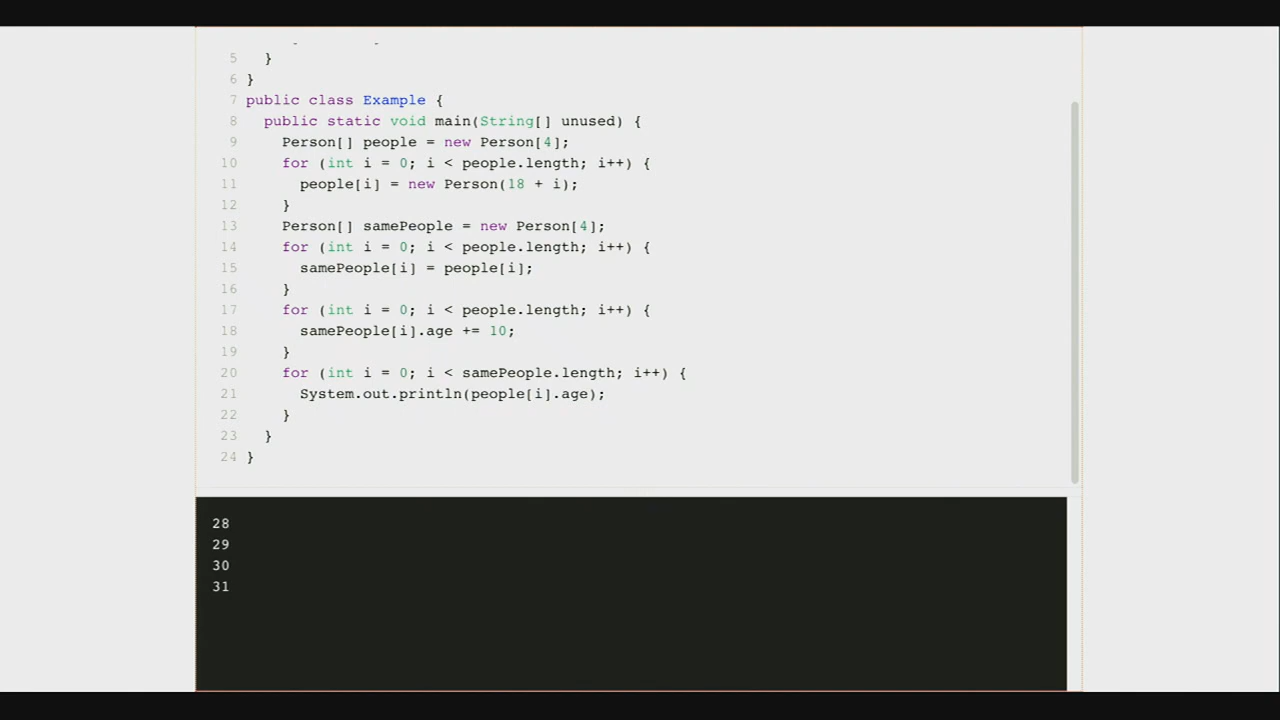 5 }
6 }
7 public class Example {
8 public static void main(String[] unused) {
9 Person[] people = new Person[4];
10 for (int i = 0; i < people.length; i++) {
11 people[i] = new Person(18 + i);
12 }
13 Person[] samePeople = new Person[4];
14 for (int i = 0; i < people.length; i++) {
15 samePeople[i] = people[i];
16 }
17 for (int i = 0; i < people.length; i++) {
18 samePeople[i].age += 10;
19 }
20 for (int i = 0; i < samePeople.length; i++) {
21 System.out.println(people[i].age);
22 }
23 }
24 }
28
29
30
31